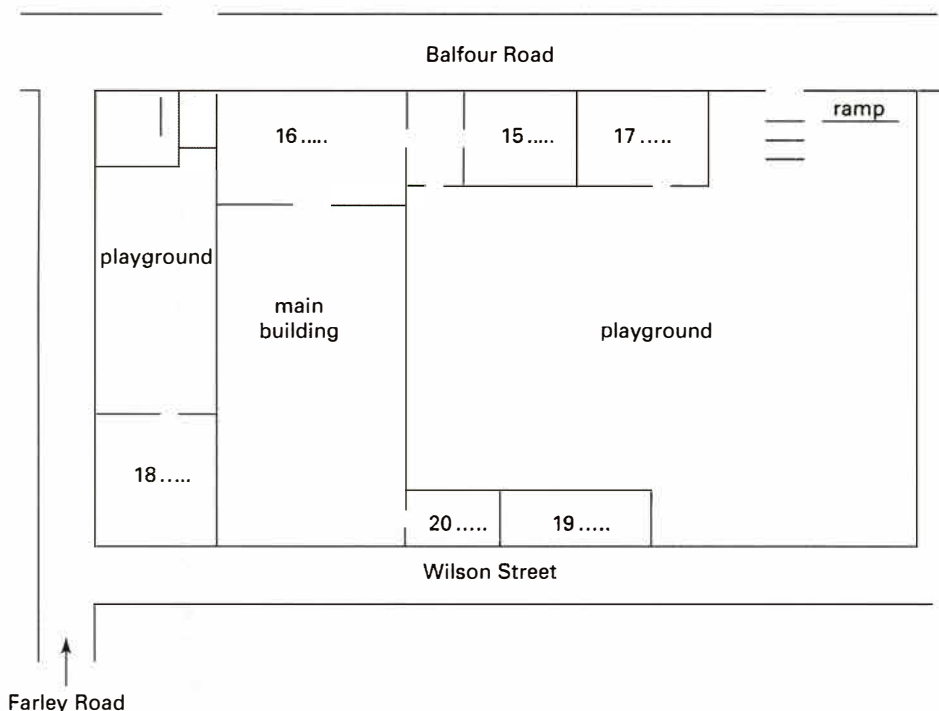 Balfour Road
ramp
16 .....
15 .....
17 .....
playground
main
building
playground
18 .....
20 .....
19 .....
Wilson Street
Farley Road